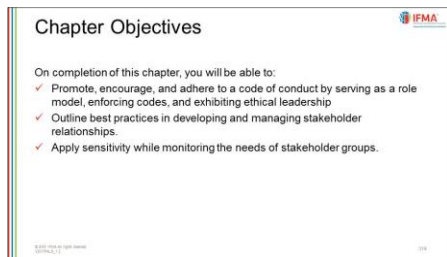 Chapter Objectives
IFMA
On completion of this chapter, you will be able to:
Promote, encourage, and adhere to a code of conduct by serving as a role
model, enforcing codes, and exhibiting ethical leadership
Outline best practices in developing and managing stakeholder
relationships.
Apply sensitivity while monitoring the needs of stakeholder groups.